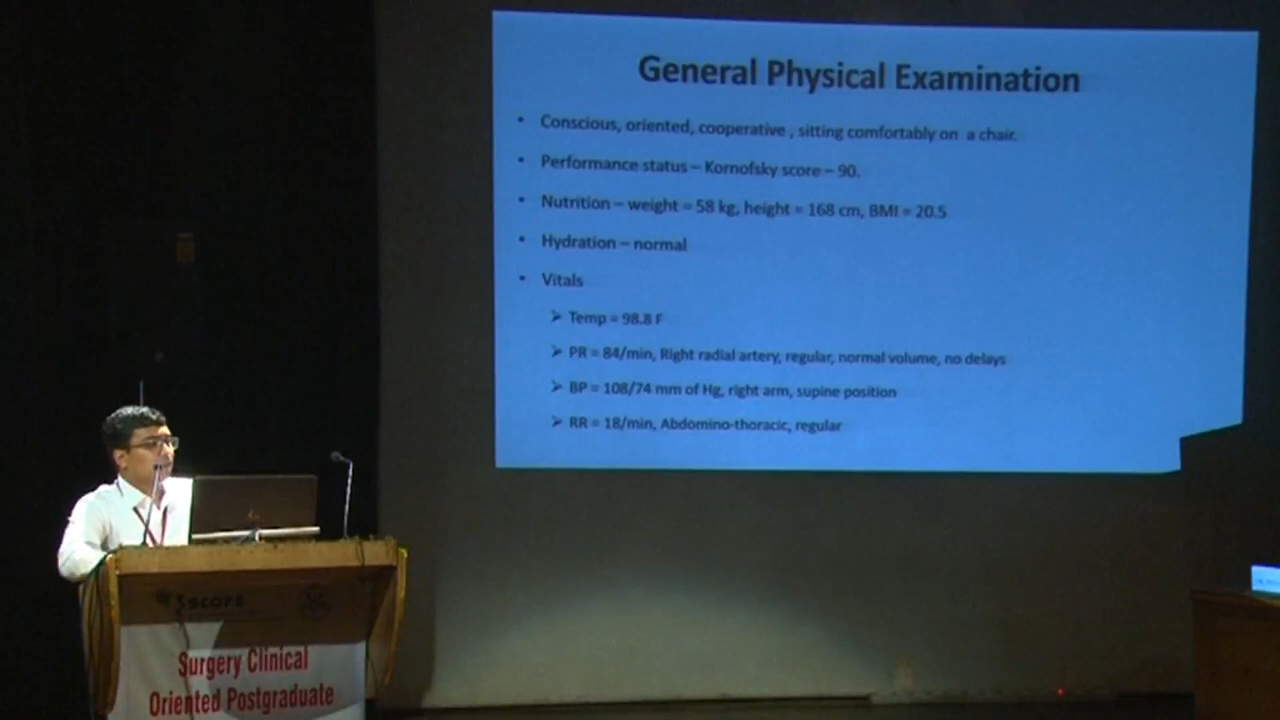 General Physical Examination
• Conscious, oriented, cooperative , sitting comfortably on a chair.
• Performance status – Kornofsky score – 90.
• Nutrition – weight = 58 kg, height = 168 cm, BMI = 20.5
• Hydration – normal
• Vitals
➢ Temp = 98.8 F
➢ PR = 84/min, Right radial artery, regular, normal volume, no delays
➢ BP = 108/74 mm of Hg, right arm, supine position
➢ RR = 18/min, Abdomino-thoracic, regular
SCOPE
Surgery Clinical
Oriented Postgraduate